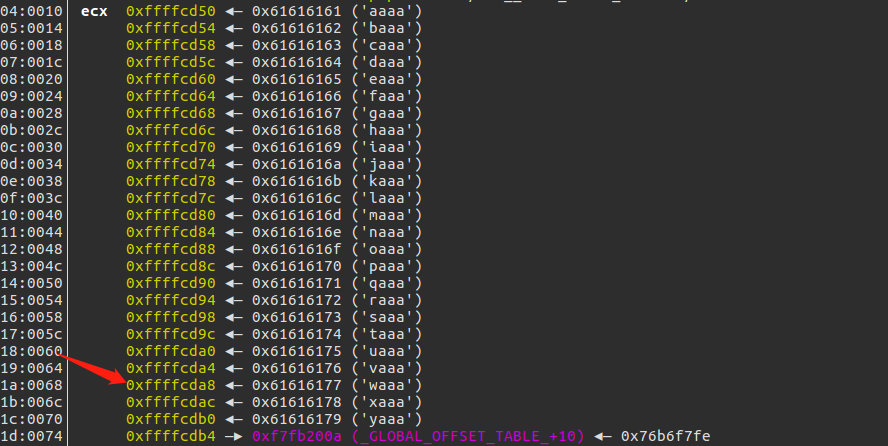 04:0010│ ecx 0xffffcd50 ◂— 0x61616161 ('aaaa')
05:0014│ 0xffffcd54 ◂— 0x61616162 ('baaa')
06:0018│ 0xffffcd58 ◂— 0x61616163 ('caaa')
07:001c│ 0xffffcd5c ◂— 0x61616164 ('daaa')
08:0020│ 0xffffcd60 ◂— 0x61616165 ('eaaa')
09:0024│ 0xffffcd64 ◂— 0x61616166 ('faaa')
0a:0028│ 0xffffcd68 ◂— 0x61616167 ('gaaa')
0b:002c│ 0xffffcd6c ◂— 0x61616168 ('haaa')
0c:0030│ 0xffffcd70 ◂— 0x61616169 ('iaaa')
0d:0034│ 0xffffcd74 ◂— 0x6161616a ('jaaa')
0e:0038│ 0xffffcd78 ◂— 0x6161616b ('kaaa')
0f:003c│ 0xffffcd7c ◂— 0x6161616c ('laaa')
10:0040│ 0xffffcd80 ◂— 0x6161616d ('maaa')
11:0044│ 0xffffcd84 ◂— 0x6161616e ('naaa')
12:0048│ 0xffffcd88 ◂— 0x6161616f ('oaaa')
13:004c│ 0xffffcd8c ◂— 0x61616170 ('paaa')
14:0050│ 0xffffcd90 ◂— 0x61616171 ('qaaa')
15:0054│ 0xffffcd94 ◂— 0x61616172 ('raaa')
16:0058│ 0xffffcd98 ◂— 0x61616173 ('saaa')
17:005c│ 0xffffcd9c ◂— 0x61616174 ('taaa')
18:0060│ 0xffffcda0 ◂— 0x61616175 ('uaaa')
19:0064│ 0xffffcda4 ◂— 0x61616176 ('vaaa')
1a:0068│ 0xffffcda8 ◂— 0x61616177 ('waaa')
1b:006c│ 0xffffcdac ◂— 0x61616178 ('xaaa')
1c:0070│ 0xffffcdb0 ◂— 0x61616179 ('yaaa')
1d:0074│ 0xffffcdb4 —▸ 0xf7fb200a (_GLOBAL_OFFSET_TABLE_+10) ◂— 0x76b6f7fe